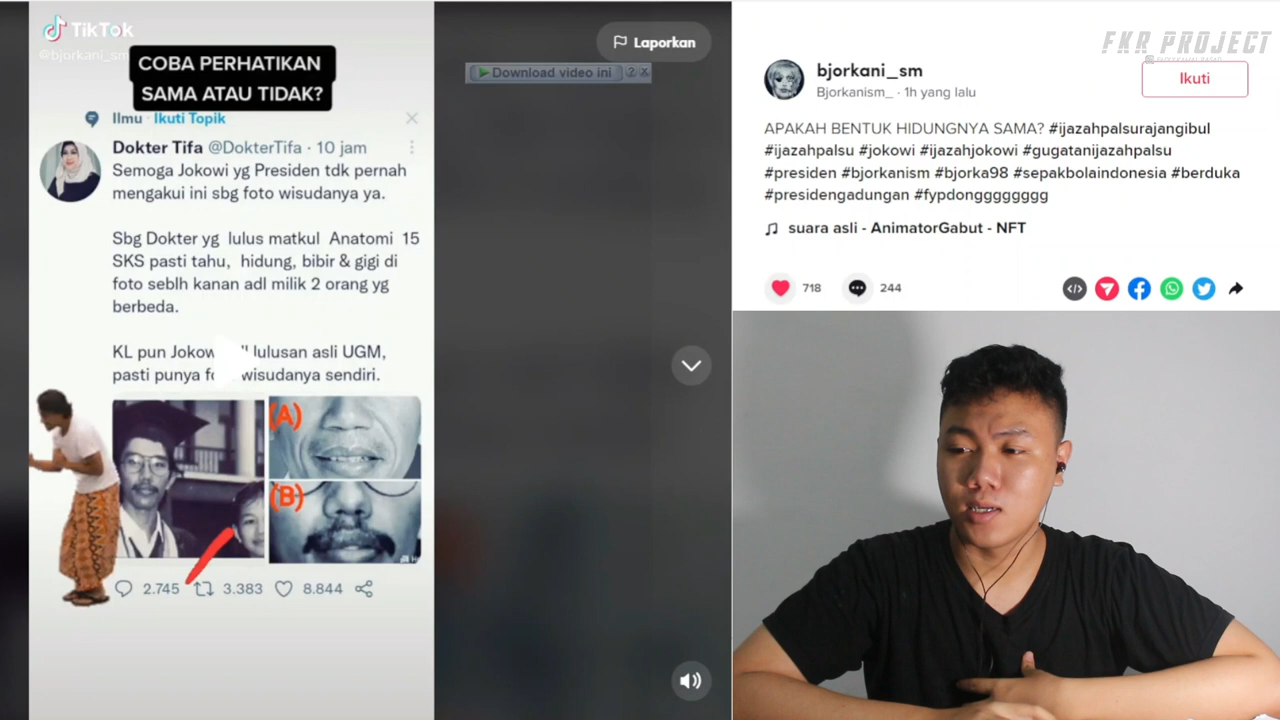 TikTok
@bjorkani_sm
COBA PERHATIKAN
SAMA ATAU TIDAK?
Ilmu · Ikuti Topik
Dokter Tifa @DokterTifa · 10 jam
Semoga Jokowi yg Presiden tdk pernah
mengakui ini sbg foto wisudanya ya.
Sbg Dokter yg lulus matkul Anatomi 15
SKS pasti tahu, hidung, bibir & gigi di
foto seblh kanan adl milik 2 orang yg
berbeda.
KL pun Jokow lulusan asli UGM,
pasti punya wisudanya sendiri.
(A)
(B)
2.745 3.383 8.844
Laporkan
Download video ini ? X
FKR PROJECT
bjorkani_sm
Bjorkanism_ · 1h yang lalu
Ikuti
APAKAH BENTUK HIDUNGNYA SAMA? #ijazahpalsurajangibul
#ijazahpalsu #jokowi #ijazahjokowi #gugatanijazahpalsu
#presiden #bjorkanism #bjorka98 #sepakbolaindonesia #berduka
#presidengadungan #fypdonggggggggg
suara asli - AnimatorGabut - NFT
718 244